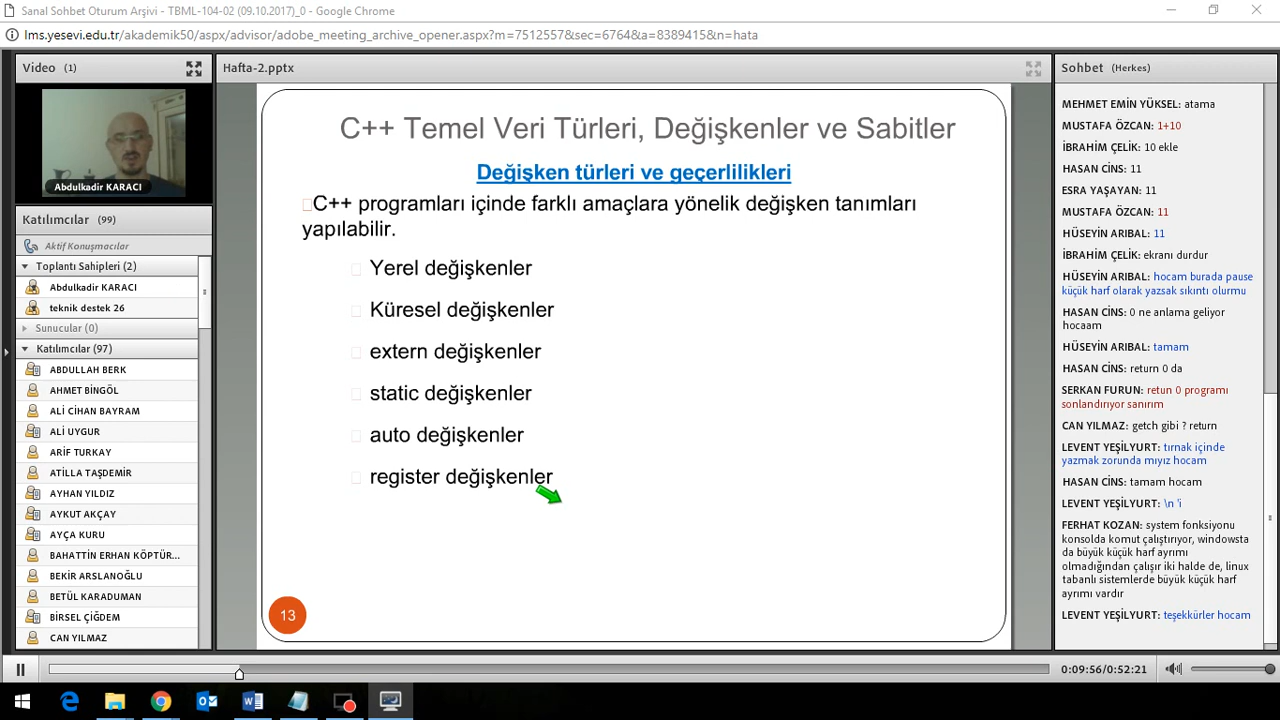 Sanal Sohbet Oturum Arşivi - TBML-104-02 (09.10.2017)_0 - Google Chrome
lms.yesevi.edu.tr/akademik50/aspx/advisor/adobe_meeting_archive_opener.aspx?m=7512557&sec=6764&a=8389415&n=hata
Video (1)
Abdulkadir KARACI
Katılımcılar (99)
Aktif Konuşmacılar
Toplantı Sahipleri (2)
Abdulkadir KARACI
teknik destek 26
Sunucular (0)
Katılımcılar (97)
ABDULLAH BERK
AHMET BİNGÖL
ALİ CİHAN BAYRAM
ALİ UYGUR
ARİF TURKAY
ATİLLA TAŞDEMİR
AYHAN YILDIZ
AYKUT AKÇAY
AYÇA KURU
BAHATTİN ERHAN KÖPTÜR...
BEKİR ARSLANOĞLU
BETÜL KARADUMAN
BİRSEL ÇİĞDEM
CAN YILMAZ
Hafta-2.pptx
C++ Temel Veri Türleri, Değişkenler ve Sabitler
Değişken türleri ve geçerlilikleri
C++ programları içinde farklı amaçlara yönelik değişken tanımları
yapılabilir.
Yerel değişkenler
Küresel değişkenler
extern değişkenler
static değişkenler
auto değişkenler
register değişkenler
13
Sohbet (Herkes)
MEHMET EMİN YÜKSEL: atama
MUSTAFA ÖZCAN: 1+10
İBRAHİM ÇELİK: 10 ekle
HASAN CİNS: 11
ESRA YAŞAYAN: 11
MUSTAFA ÖZCAN: 11
HÜSEYİN ARIBAL: 11
İBRAHİM ÇELİK: ekranı durdur
HÜSEYİN ARIBAL: hocam burada pause
küçük harf olarak yazsak sıkıntı olurmu
HASAN CİNS: 0 ne anlama geliyor
hocaam
HÜSEYİN ARIBAL: tamam
HASAN CİNS: return 0 da
SERKAN FURUN: retun 0 programı
sonlandırıyor sanırım
CAN YILMAZ: getch gibi ? return
LEVENT YEŞİLYURT: tırnak içinde
yazmak zorunda mıyız hocam
HASAN CİNS: tamam hocam
LEVENT YEŞİLYURT: \n 'i
FERHAT KOZAN: system fonksiyonu
konsolda komut çalıştırıyor, windowsta
da büyük küçük harf ayrımı
olmadığından çalışır iki halde de, linux
tabanlı sistemlerde büyük küçük harf
ayrımı vardır
LEVENT YEŞİLYURT: teşekkürler hocam
0:09:56/0:52:21